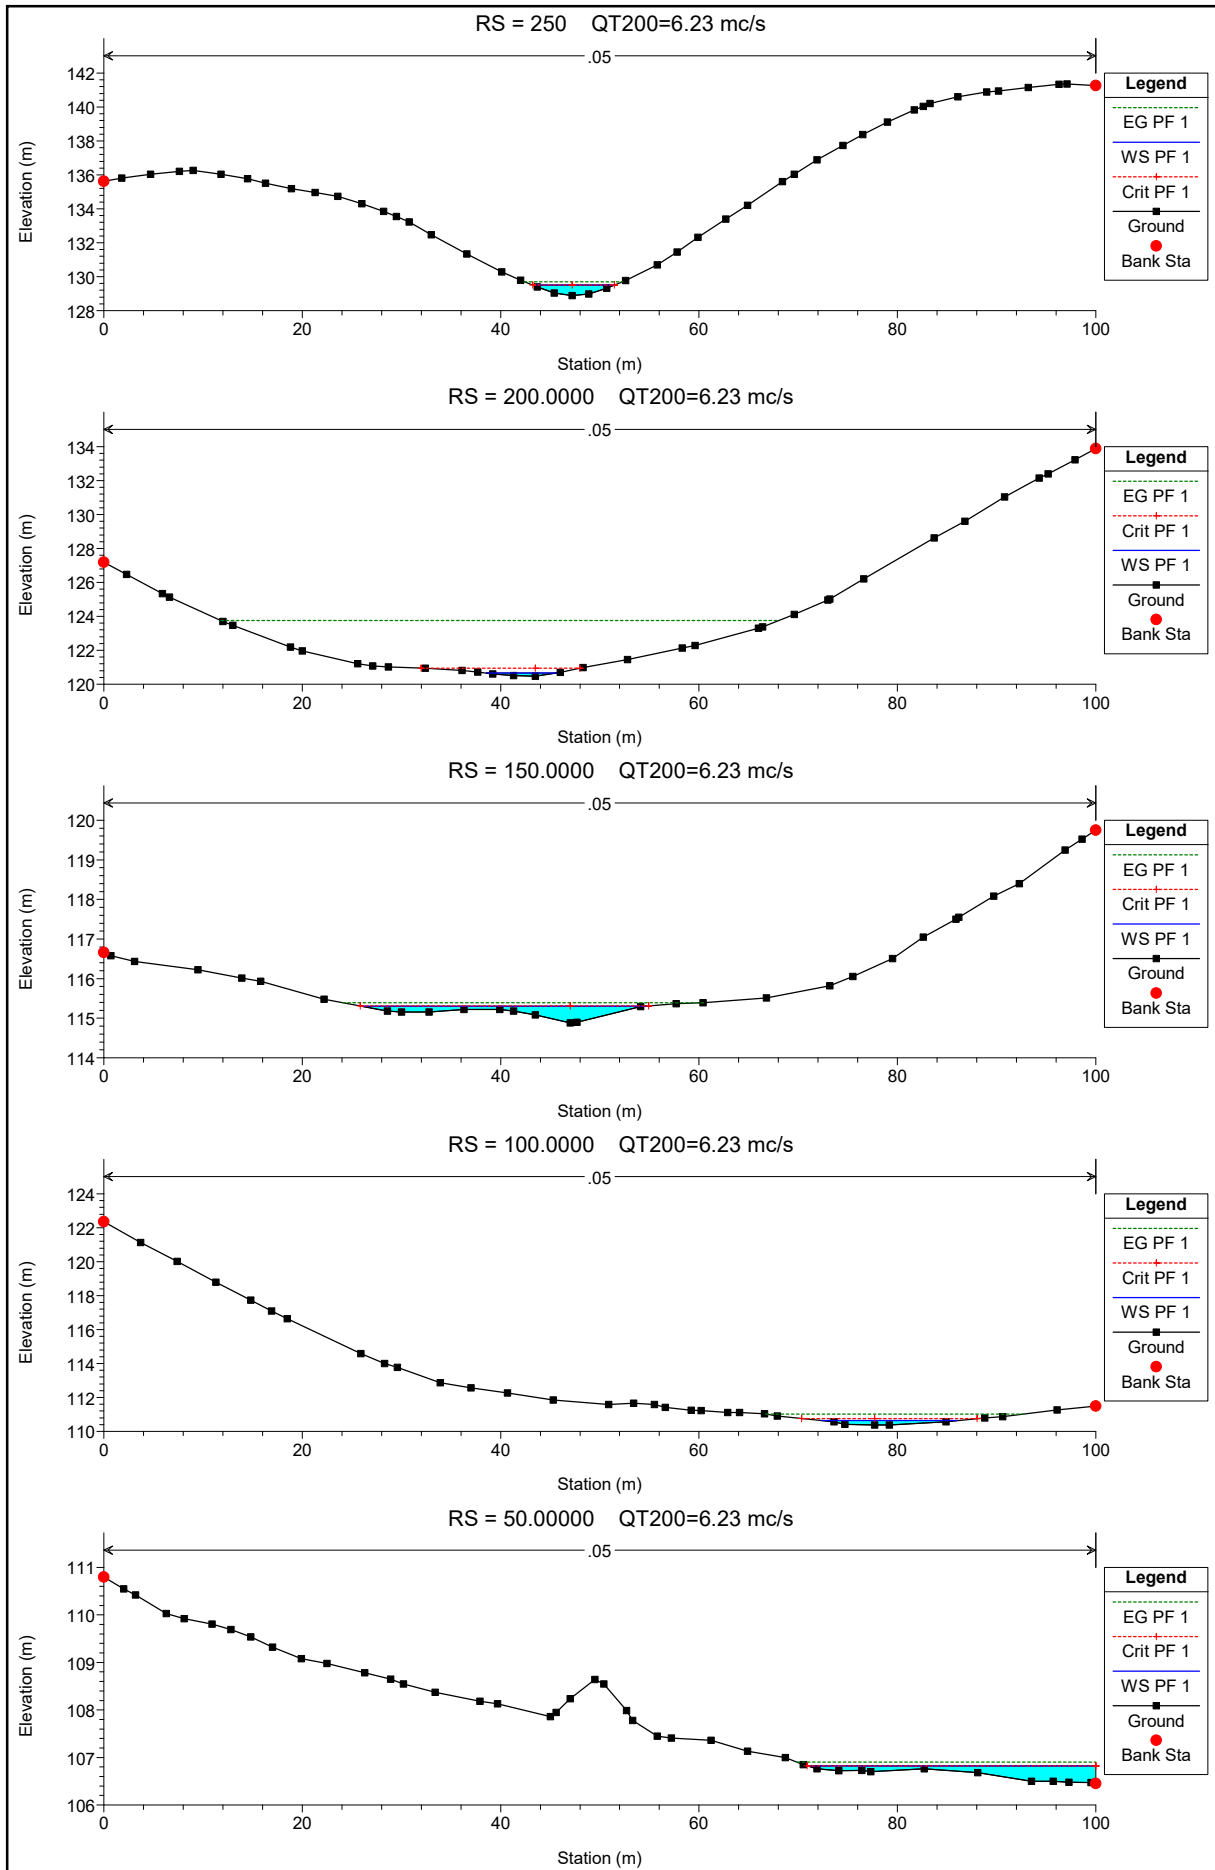 RS = 250 QT200=6.23 mc/s
.05
142
140
138
136
134
132
130
128
Elevation (m)
0 20 40 60 80 100
Station (m)
Legend
EG PF 1
WS PF 1
Crit PF 1
Ground
Bank Sta
RS = 200.0000 QT200=6.23 mc/s
.05
134
132
130
128
126
124
122
120
Elevation (m)
0 20 40 60 80 100
Station (m)
Legend
EG PF 1
Crit PF 1
WS PF 1
Ground
Bank Sta
RS = 150.0000 QT200=6.23 mc/s
.05
120
119
118
117
116
115
114
Elevation (m)
0 20 40 60 80 100
Station (m)
Legend
EG PF 1
Crit PF 1
WS PF 1
Ground
Bank Sta
RS = 100.0000 QT200=6.23 mc/s
.05
124
122
120
118
116
114
112
110
Elevation (m)
0 20 40 60 80 100
Station (m)
Legend
EG PF 1
Crit PF 1
WS PF 1
Ground
Bank Sta
RS = 50.00000 QT200=6.23 mc/s
.05
111
110
109
108
107
106
Elevation (m)
0 20 40 60 80 100
Station (m)
Legend
EG PF 1
Crit PF 1
WS PF 1
Ground
Bank Sta